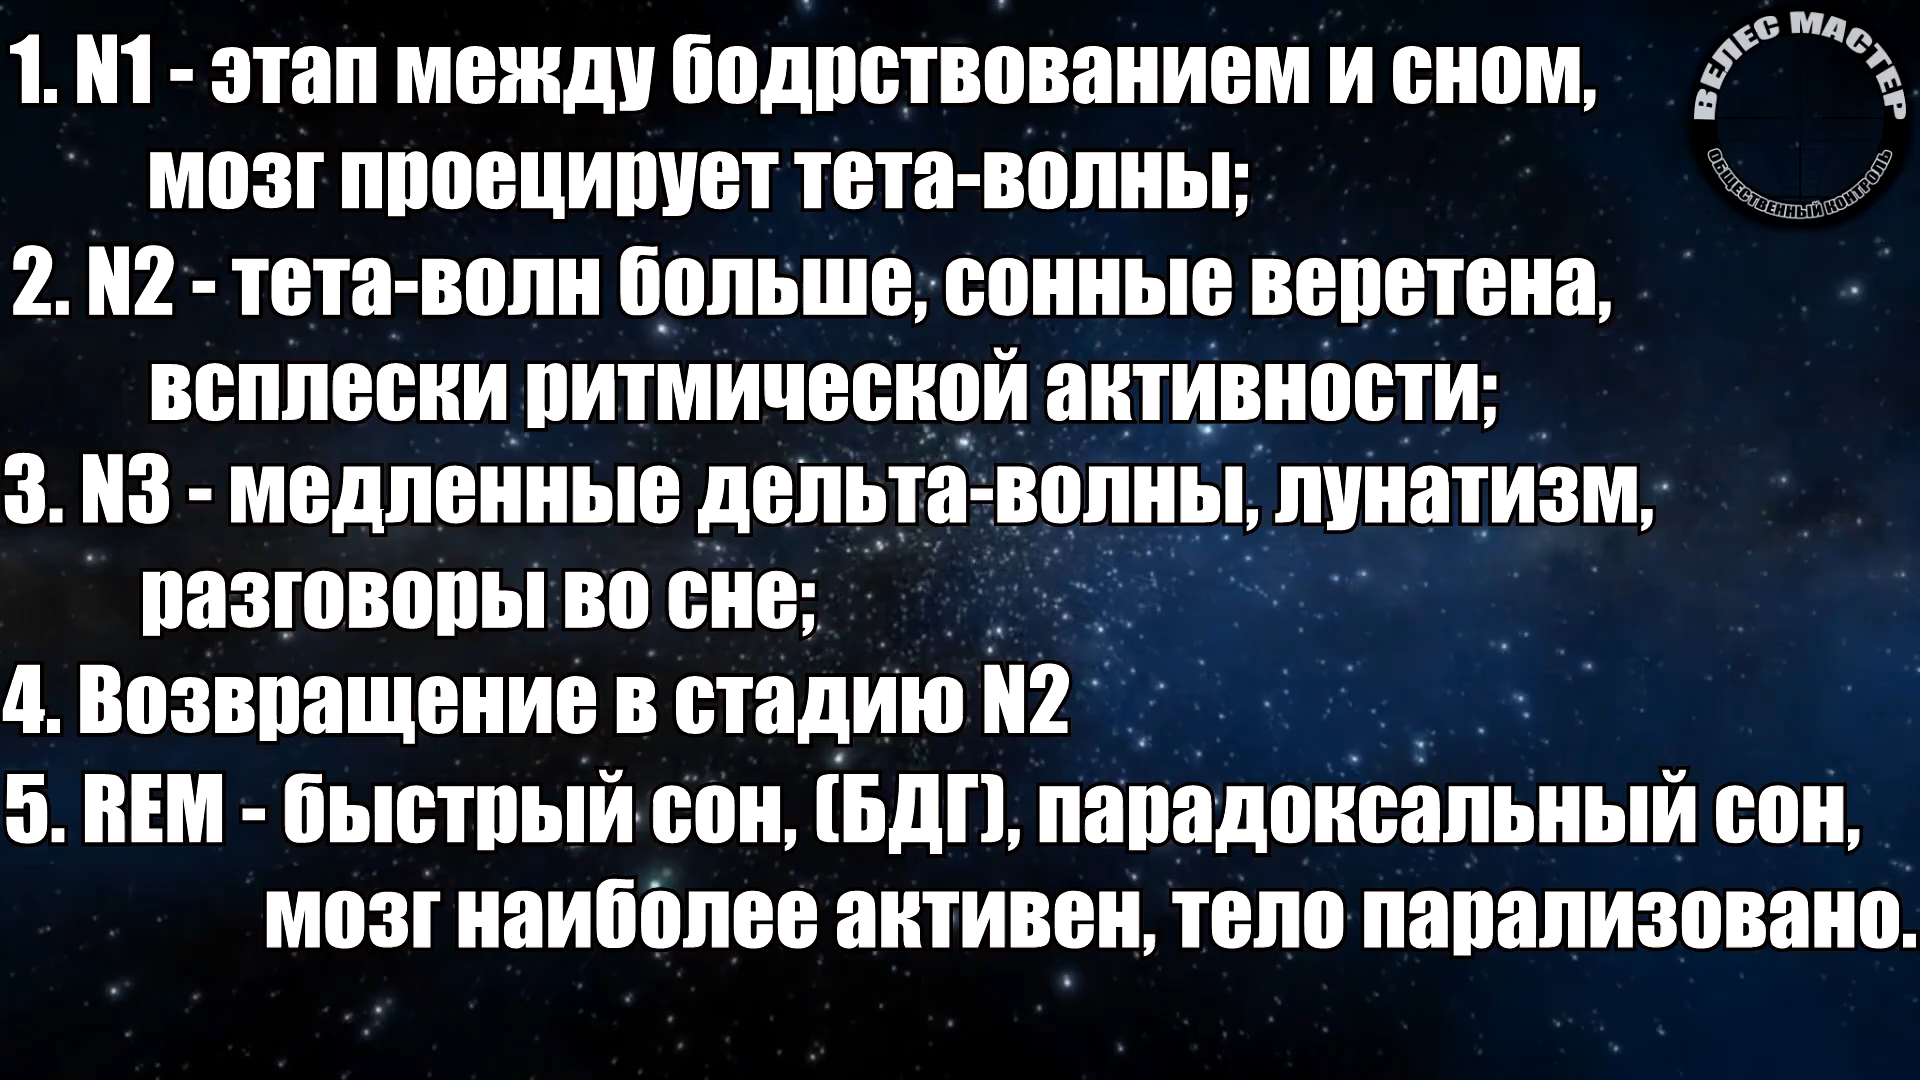 1. N1 - этап между бодрствованием и сном,
мозг проецирует тета-волны;
2. N2 - тета-волн больше, сонные веретена,
всплески ритмической активности;
3. N3 - медленные дельта-волны, лунатизм,
разговоры во сне;
4. Возвращение в стадию N2
5. REM - быстрый сон, (БДГ), парадоксальный сон,
мозг наиболее активен, тело парализовано.
ВЕЛЕС МАСТЕР
ОБЩЕСТВЕННЫЙ КОНТРОЛЬ